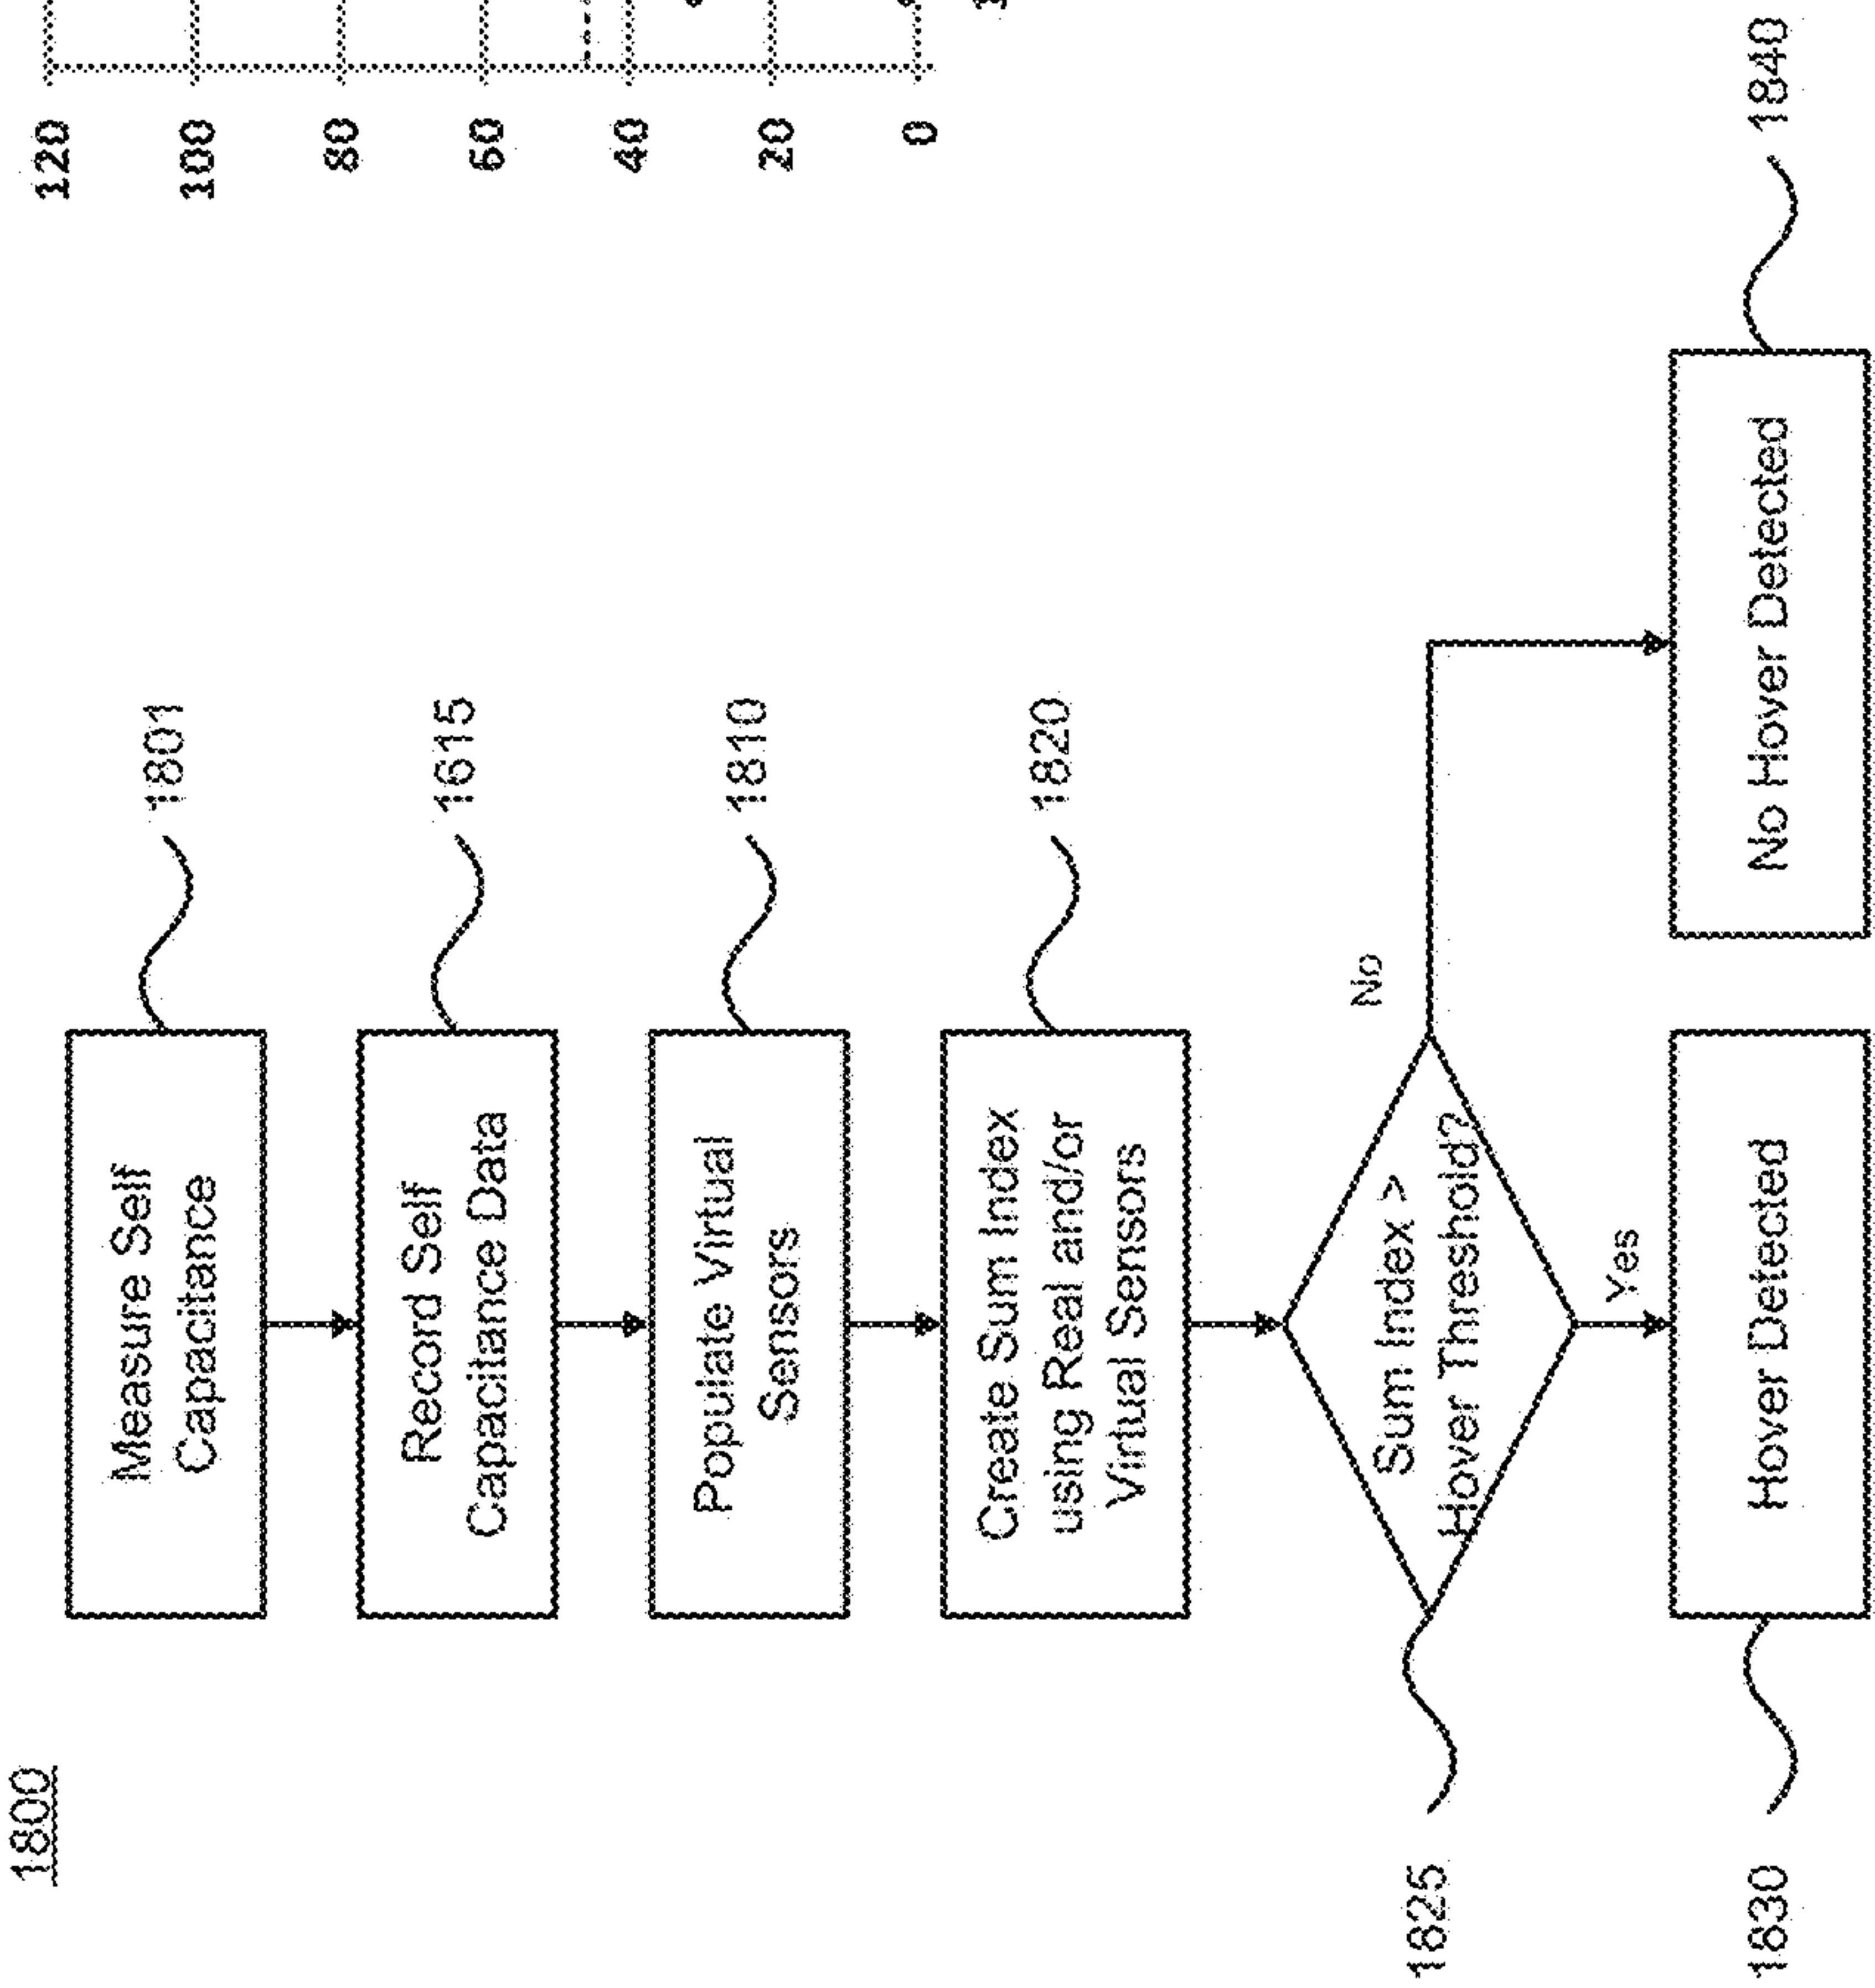 1800
Measure Self
Capacitance
1801
Record Self
Capacitance Data
1615
Populate Virtual
Sensors
1810
Create Sum Index
using Real and/or
Virtual Sensors
1820
Sum Index >
Hover Threshold?
1825
No
Yes
Hover Detected
1830
No Hover Detected
1840
120
100
80
60
40
20
0